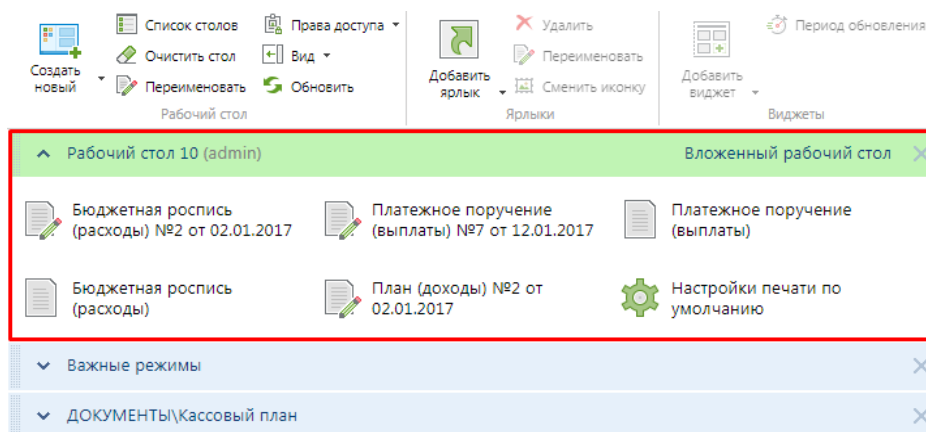 Создать новый
Список столов
Очистить стол
Переименовать
Права доступа
Вид
Обновить
Рабочий стол
Добавить ярлык
Удалить
Переименовать
Сменить иконку
Ярлыки
Добавить виджет
Период обновления
Виджеты
Рабочий стол 10 (admin)
Вложенный рабочий стол
Бюджетная роспись
(расходы) №2 от 02.01.2017
Платежное поручение
(выплаты) №7 от 12.01.2017
Платежное поручение
(выплаты)
Бюджетная роспись
(расходы)
План (доходы) №2 от
02.01.2017
Настройки печати по
умолчанию
Важные режимы
ДОКУМЕНТЫ\Кассовый план